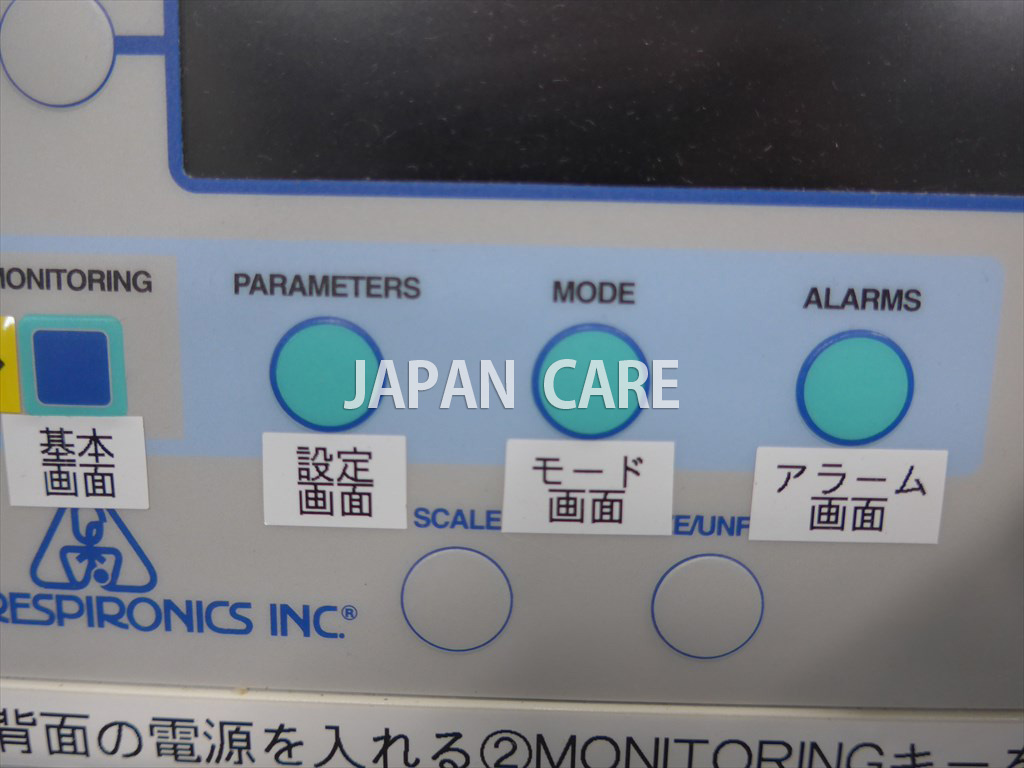 MONITORING
PARAMETERS
MODE
ALARMS
JAPAN CARE
基本
画面
設定
画面
モード
画面
アラーム
画面
SCALE
E/UNF
RESPIRONICS INC.®
背面の電源を入れる②MONITORINGキーを